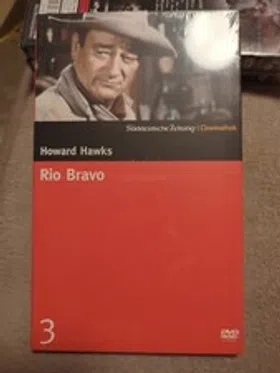 Süddeutsche Zeitung | Cinemathek
Howard Hawks
Rio Bravo
3
DVD